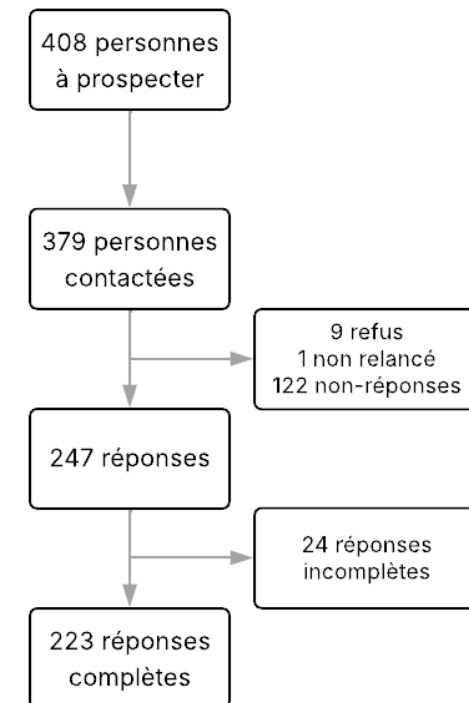 408 personnes
à prospecter
379 personnes
contactées
9 refus
1 non relancé
122 non-réponses
247 réponses
24 réponses
incomplètes
223 réponses
complètes